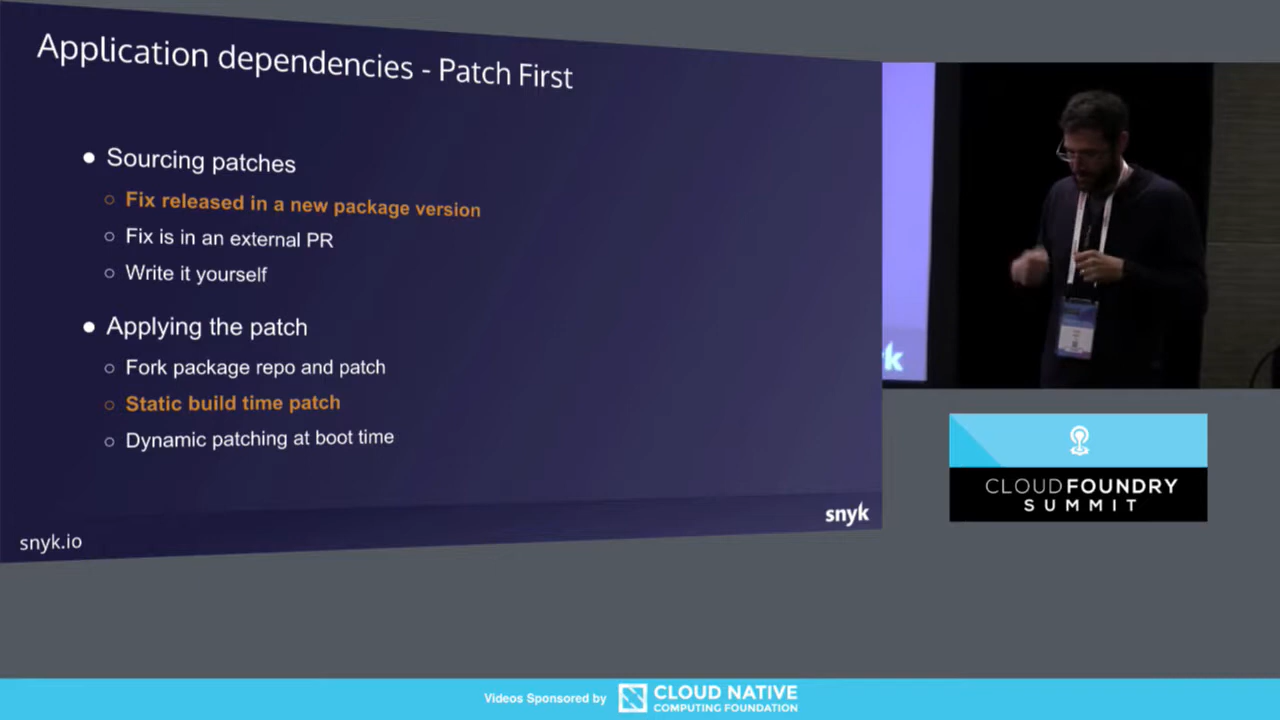 Application dependencies - Patch First
● Sourcing patches
○ Fix released in a new package version
○ Fix is in an external PR
○ Write it yourself
● Applying the patch
○ Fork package repo and patch
○ Static build time patch
○ Dynamic patching at boot time
snyk.io
snyk
k
CLOUD FOUNDRY
SUMMIT
Videos Sponsored by
CLOUD NATIVE
COMPUTING FOUNDATION